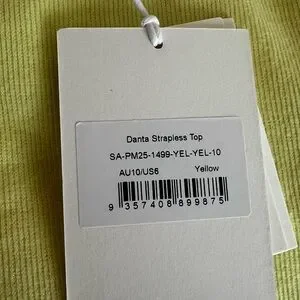 Danta Strapless Top
SA-PM25-1499-YEL-YEL-10
AU10/US6 Yellow
9 357408 899875